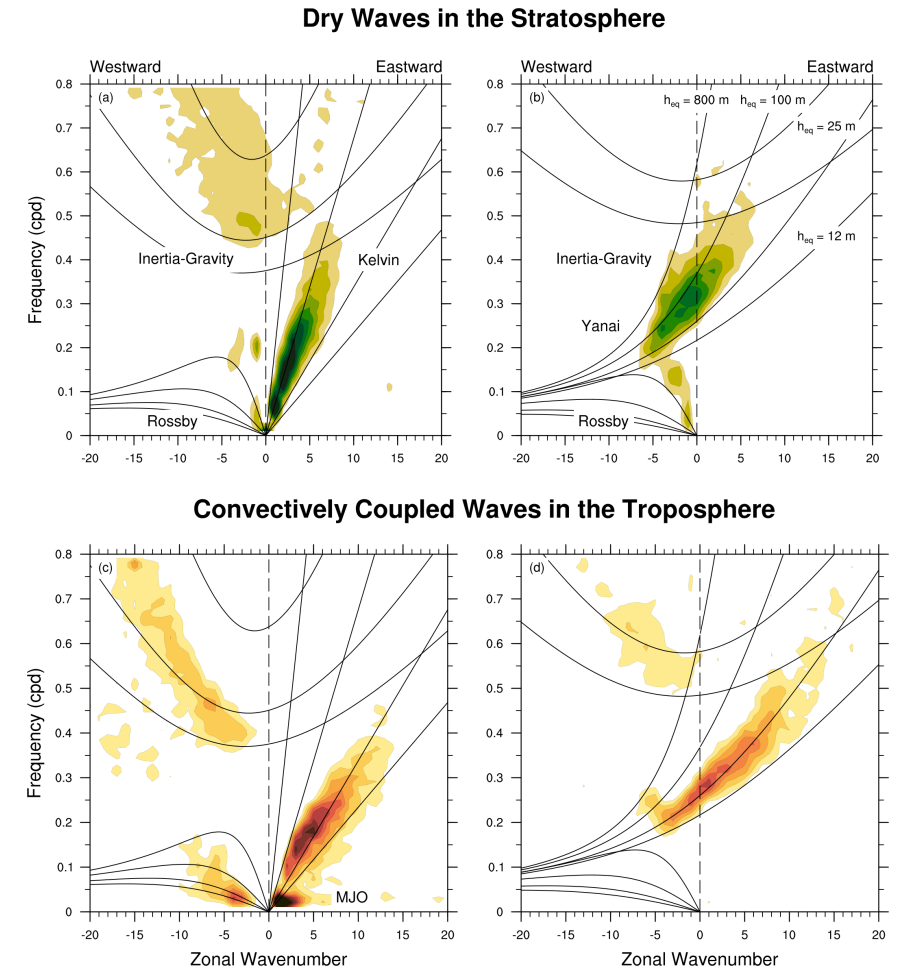 Dry Waves in the Stratosphere
Westward Eastward
(a)
0.8
0.7
0.6
0.5
0.4
0.3
0.2
0.1
0
Frequency (cpd)
Inertia-Gravity
Kelvin
Rossby
-20 -15 -10 -5 0 5 10 15 20
Westward Eastward
(b)
heq = 800 m heq = 100 m
heq = 25 m
heq = 12 m
0.8
0.7
0.6
0.5
0.4
0.3
0.2
0.1
0
Inertia-Gravity
Yanai
Rossby
-20 -15 -10 -5 0 5 10 15 20
Convectively Coupled Waves in the Troposphere
(c)
0.8
0.7
0.6
0.5
0.4
0.3
0.2
0.1
0
Frequency (cpd)
MJO
-20 -15 -10 -5 0 5 10 15 20
Zonal Wavenumber
(d)
0.8
0.7
0.6
0.5
0.4
0.3
0.2
0.1
0
-20 -15 -10 -5 0 5 10 15 20
Zonal Wavenumber